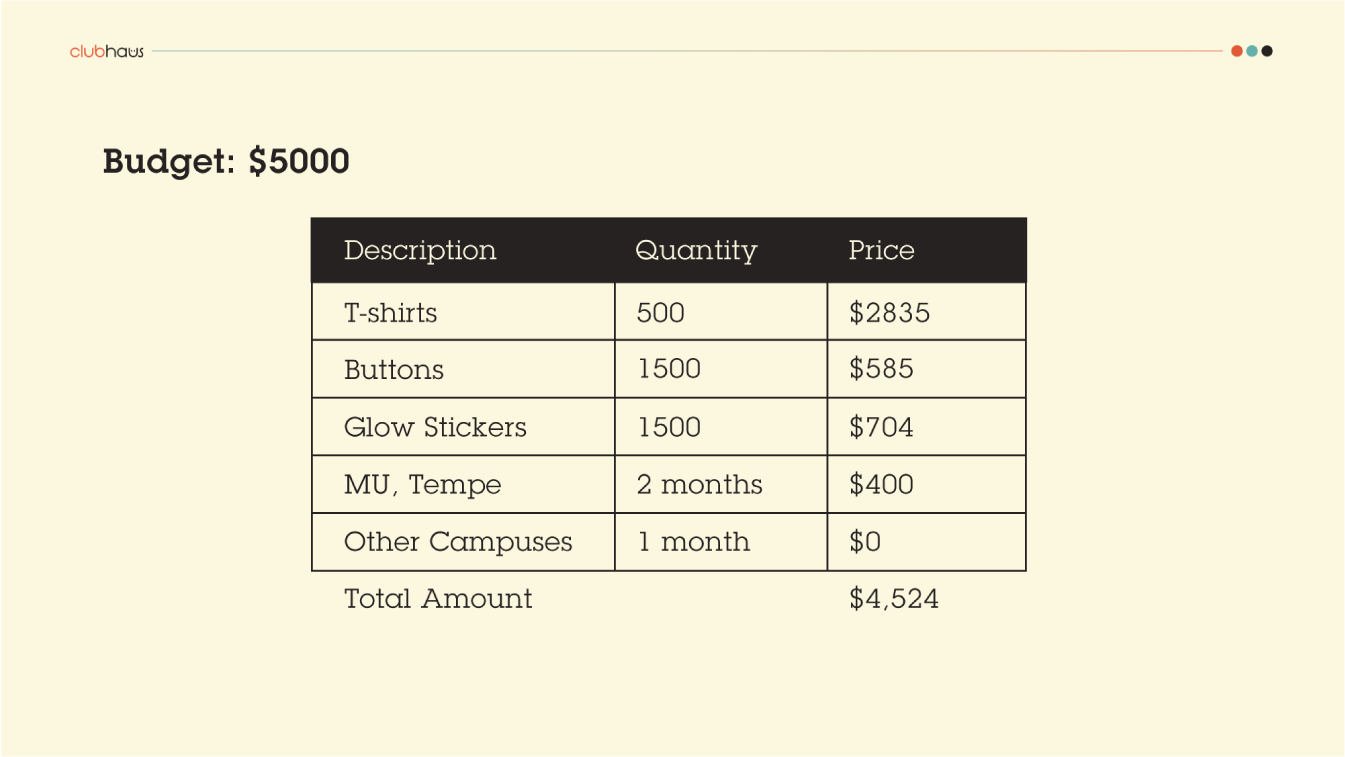 clubhaus
Budget: $5000
Description Quantity Price
T-shirts 500 $2835
Buttons 1500 $585
Glow Stickers 1500 $704
MU, Tempe 2 months $400
Other Campuses 1 month $0
Total Amount $4,524